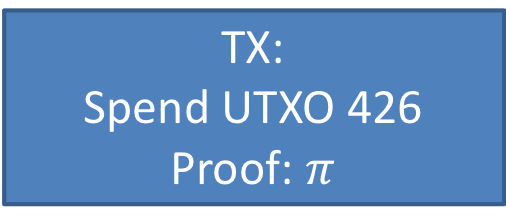 TX:
Spend UTXO 426
Proof: π